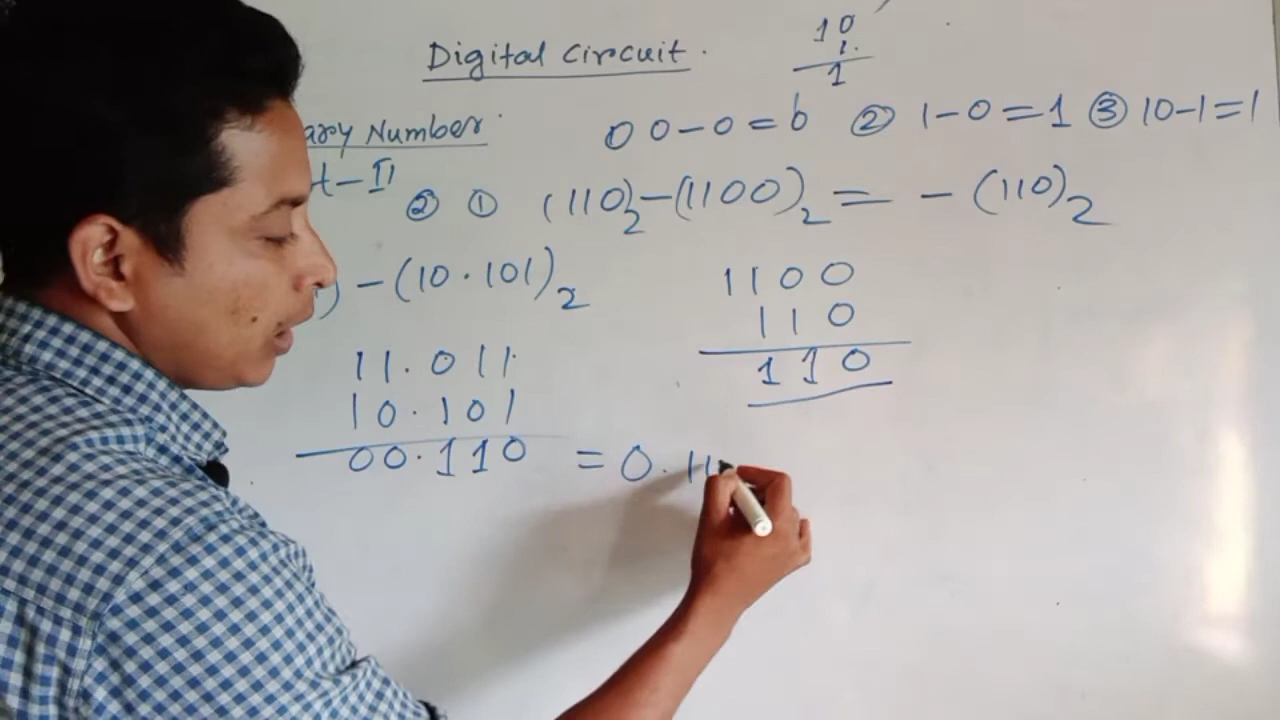 Digital Circuit.
10
1.
1
ary Number
0 0-0=b ② 1-0=1 ③ 10-1=1
t-II
② ① (110)2-(1100)2= -(110)2
) -(10.101)2
1100
110
110
11.011
10.101
00.110 = 0.11